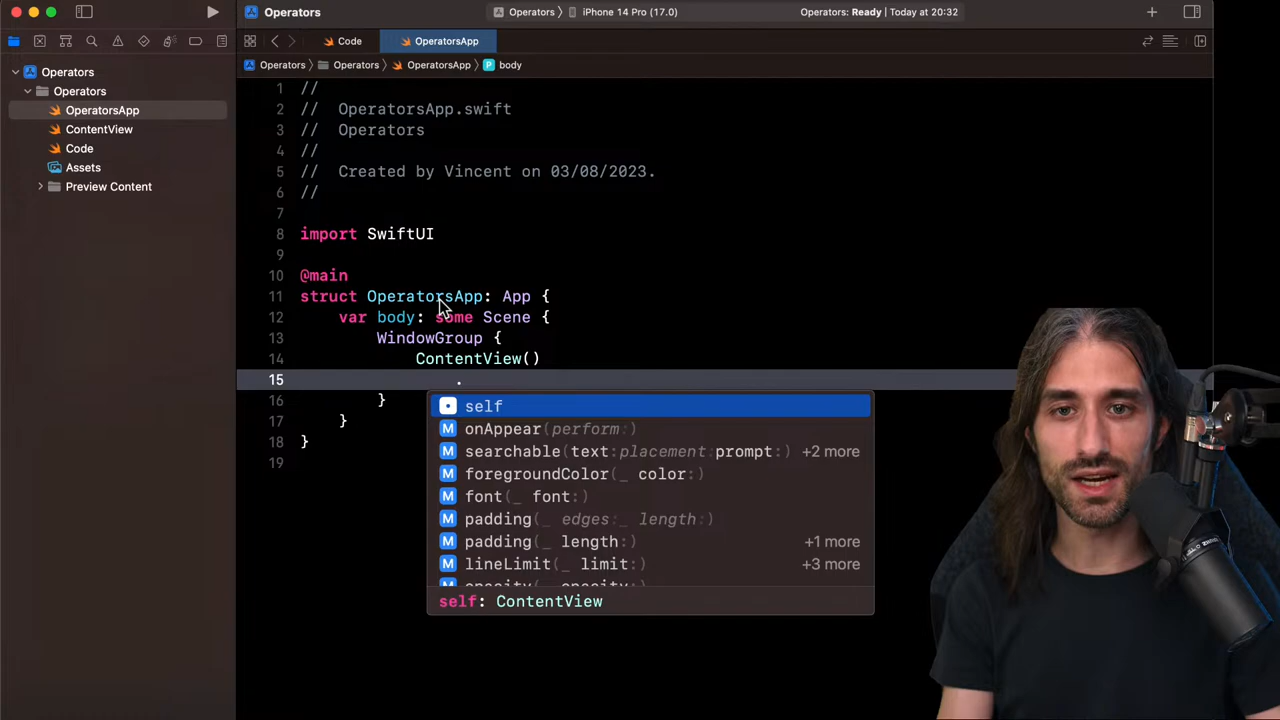 Operators
Operators
iPhone 14 Pro (17.0)
Operators: Ready | Today at 20:32
Code
OperatorsApp
Operators
Operators
OperatorsApp
body
Operators
Operators
OperatorsApp
ContentView
Code
Assets
Preview Content
1 //
2 //  OperatorsApp.swift
3 //  Operators
4 //
5 //  Created by Vincent on 03/08/2023.
6 //
7
8 import SwiftUI
9
10 @main
11 struct OperatorsApp: App {
12 var body: some Scene {
13 WindowGroup {
14 ContentView()
15 .
16 }
17 }
18 }
19
self
M onAppear(perform:)
M searchable(text:placement:prompt:) +2 more
M foregroundColor(_ color:)
M font(_ font:)
M padding(_ edges:_ length:)
M padding(_ length:) +1 more
M lineLimit(_ limit:) +3 more
opacity(_ opacity:)
self: ContentView